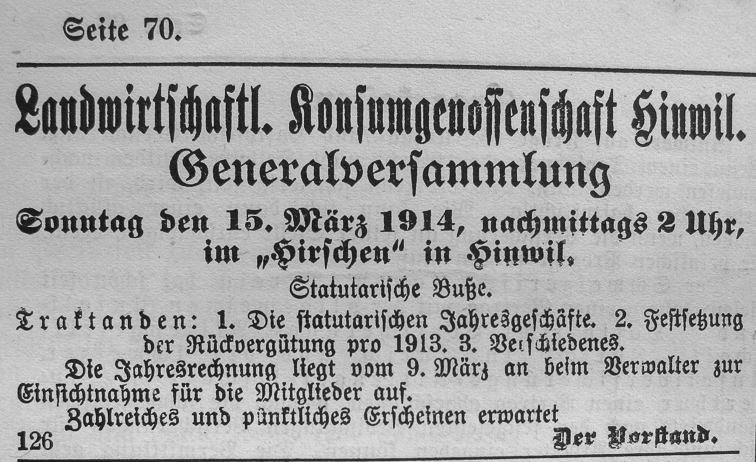 Seite 70.
Landwirtschaftl. Konsumgenossenschaft Hinwil.
Generalversammlung
Sonntag den 15. März 1914, nachmittags 2 Uhr,
im „Hirschen“ in Hinwil.
Statutarische Buße.
Traktanden: 1. Die statutarischen Jahresgeschäfte. 2. Festsetzung
der Rückvergütung pro 1913. 3. Verschiedenes.
Die Jahresrechnung liegt vom 9. März an beim Verwalter zur
Einsichtnahme für die Mitglieder auf.
Zahlreiches und pünktliches Erscheinen erwartet
126 Der Vorstand.